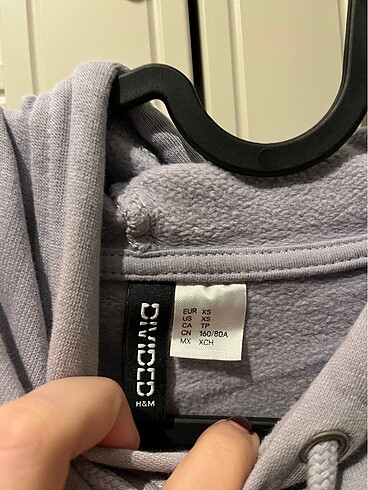 DIVIDED
H&M
EUR XS
US XS
CA TP
CN 160/80A
MX XCH